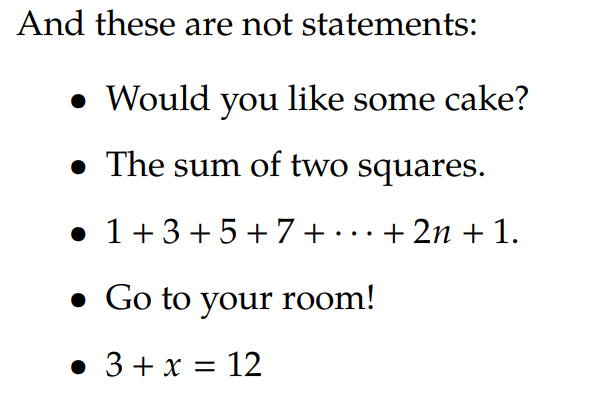 And these are not statements:
• Would you like some cake?
• The sum of two squares.
• 1 + 3 + 5 + 7 + ··· + 2n + 1.
• Go to your room!
• 3 + x = 12